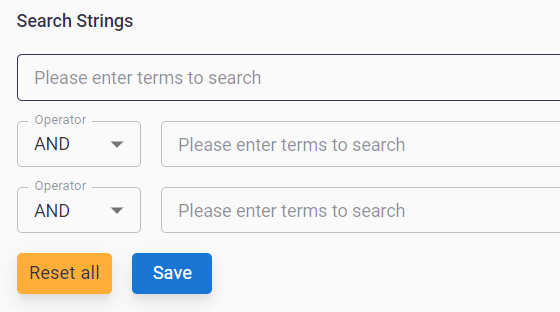 Search Strings
Please enter terms to search
Operator
AND
Please enter terms to search
Operator
AND
Please enter terms to search
Reset all
Save